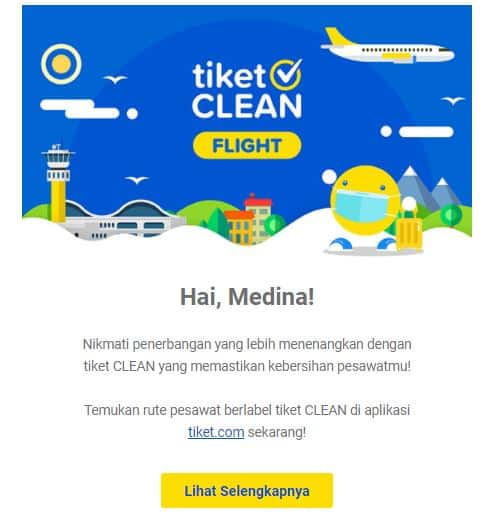 tiket
CLEAN
FLIGHT
Hai, Medina!
Nikmati penerbangan yang lebih menenangkan dengan
tiket CLEAN yang memastikan kebersihan pesawatmu!
Temukan rute pesawat berlabel tiket CLEAN di aplikasi
tiket.com sekarang!
Lihat Selengkapnya